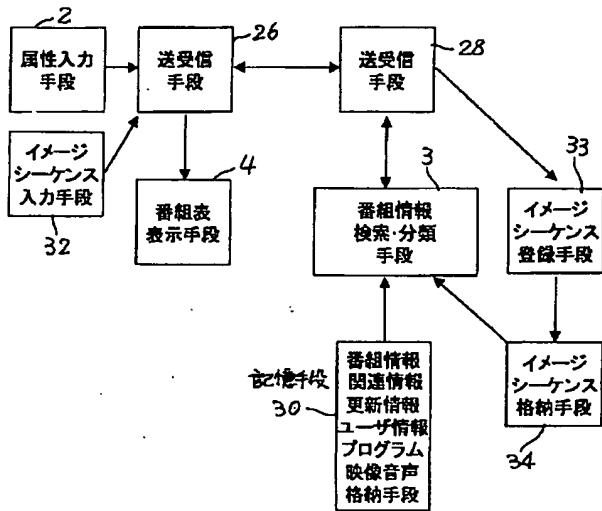 2
属性入力
手段
26
送受信
手段
28
送受信
手段
イメージ
シーケンス
入力手段
32
4
番組表
表示手段
3
番組情報
検索・分類
手段
33
イメージ
シーケンス
登録手段
記憶手段
30
番組情報
関連情報
更新情報
ユーザ情報
プログラム
映像音声
格納手段
イメージ
シーケンス
格納手段
34